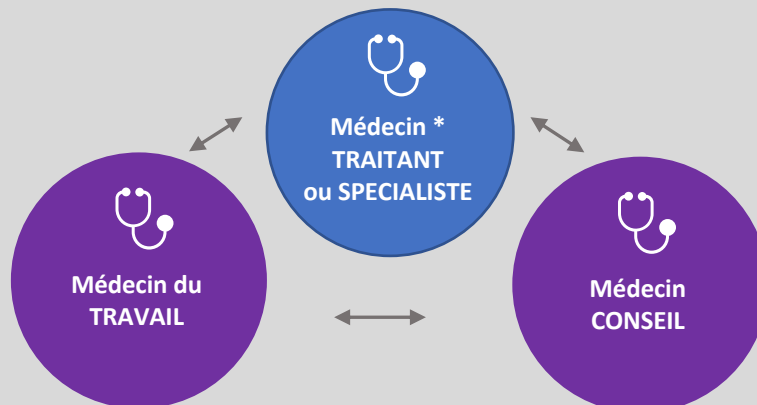 Médecin *
TRAITANT
ou SPECIALISTE
Médecin du
TRAVAIL
Médecin
CONSEIL